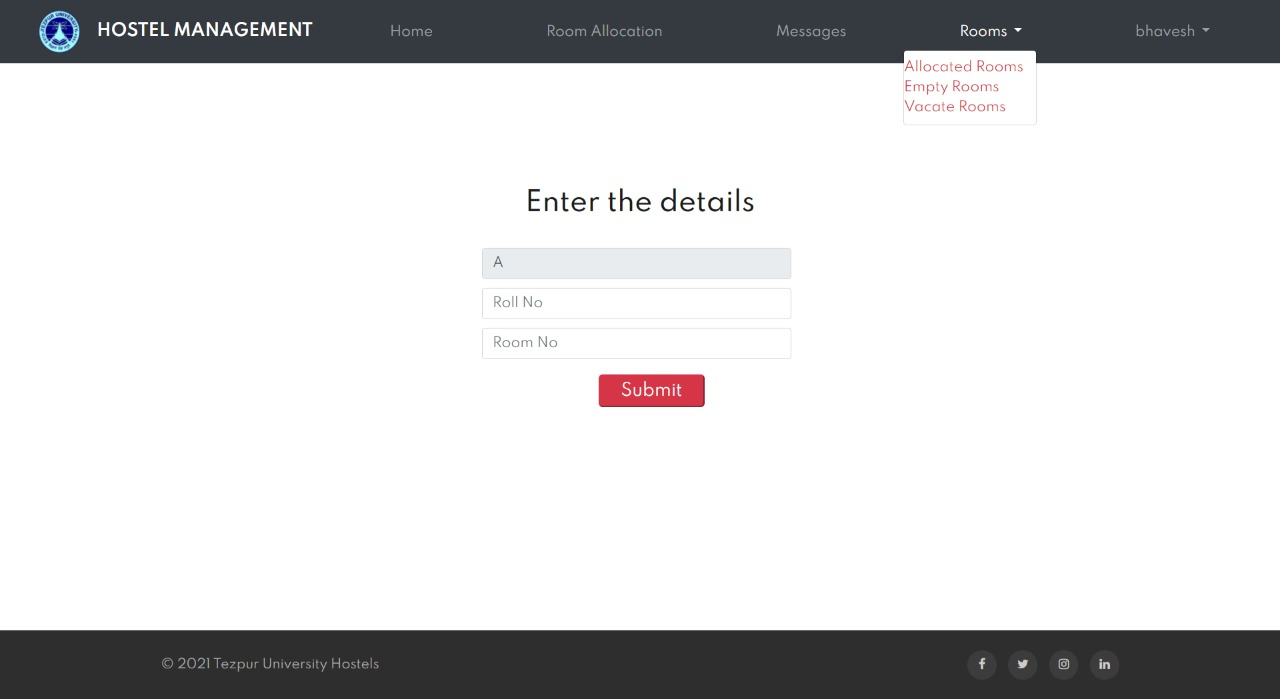 HOSTEL MANAGEMENT
Home
Room Allocation
Messages
Rooms
bhavesh
Allocated Rooms
Empty Rooms
Vacate Rooms
Enter the details
A
Roll No
Room No
Submit
© 2021 Tezpur University Hostels